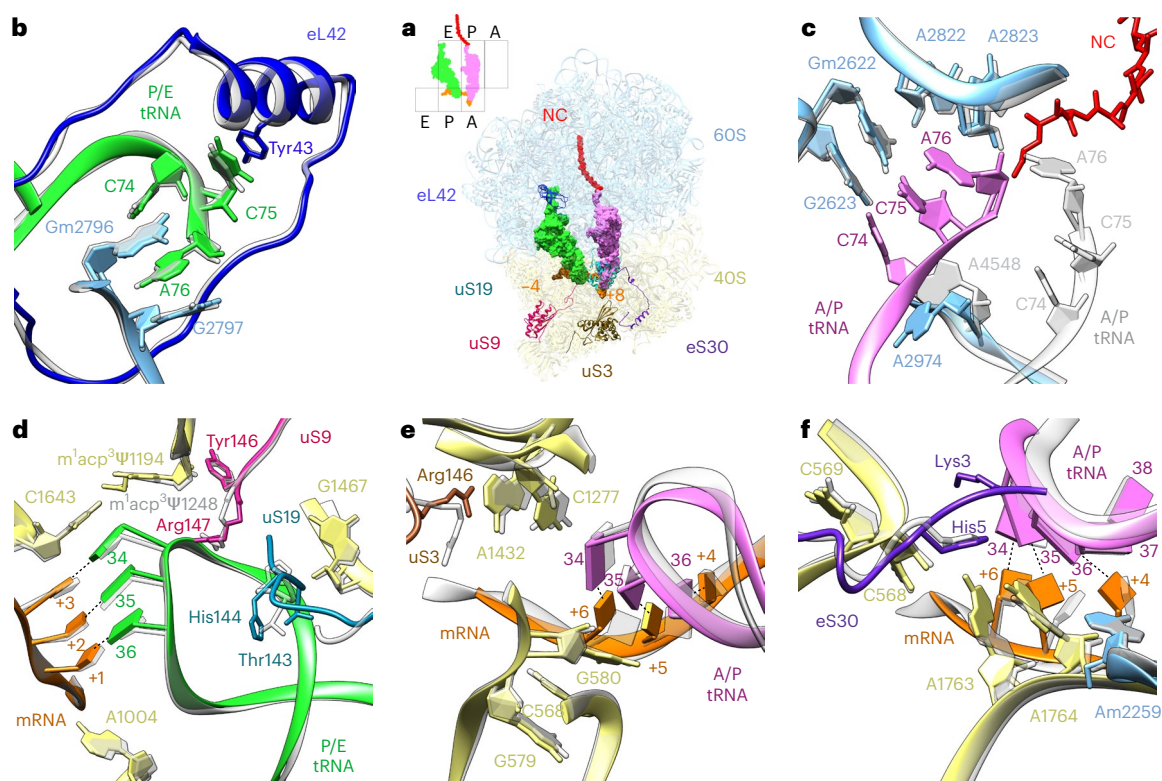 b
eL42
P/E
tRNA
Tyr43
C74
C75
Gm2796
A76
G2797
a
E P A
E P A
NC
60S
eL42
40S
uS19
−4
+8
uS9
eS30
uS3
c
A2822
A2823
NC
Gm2622
A76
A76
G2623
C75
C75
C74
A4548
C74
A/P
tRNA
A/P
tRNA
A2974
d
Tyr146
uS9
m¹acp³Ψ1194
C1643
m¹acp³Ψ1248
G1467
Arg147
uS19
34
+3
35
+2
His144
36
+1
Thr143
mRNA
A1004
P/E
tRNA
e
Arg146
C1277
uS3
A1432
34
35
36
+4
+6
mRNA
+5
G580
A/P
tRNA
C568
G579
f
C569
Lys3
A/P
tRNA
38
His5
34
35
36
37
C568
+6
+5
+4
eS30
mRNA
A1763
A1764
Am2259